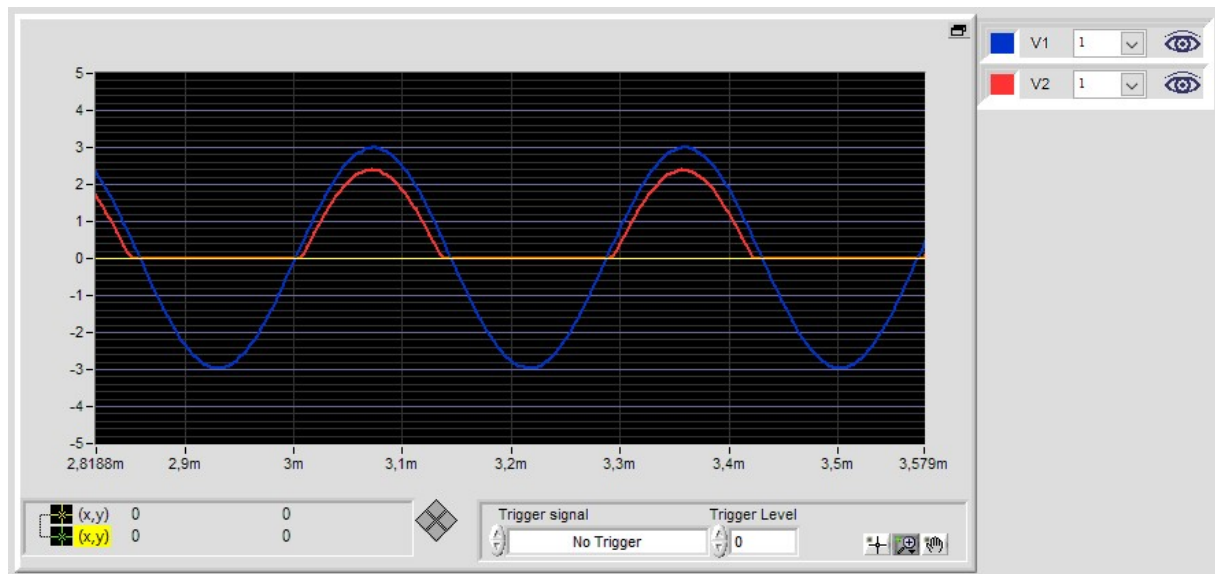 V1 1
V2 1
5
4
3
2
1
0
-1
-2
-3
-4
-5
2,8188m 2,9m 3m 3,1m 3,2m 3,3m 3,4m 3,5m 3,579m
(x,y) 0 0
(x,y) 0 0
Trigger signal Trigger Level
No Trigger 0